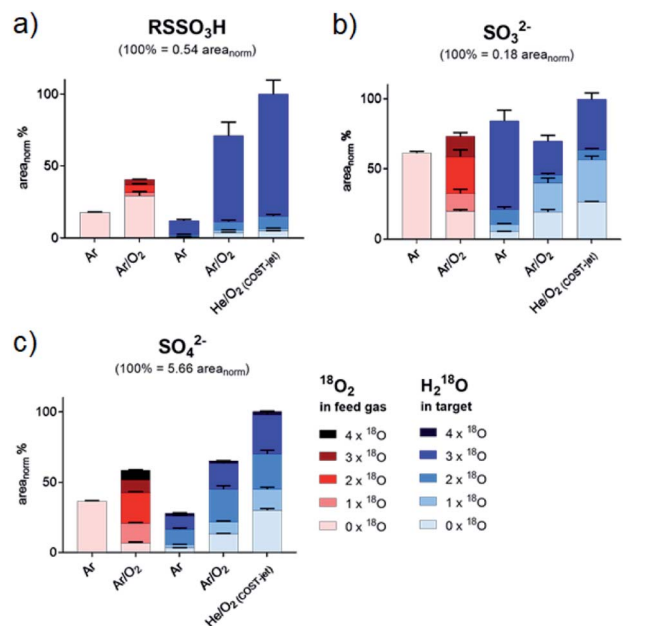 a)
RSSO₃H
(100% = 0.54 areaₙₒᵣₘ)
areaₙₒᵣₘ %
100
50
0
Ar
Ar/O₂
Ar
Ar/O₂
He/O₂ (COST-jet)
b)
SO₃²⁻
(100% = 0.18 areaₙₒᵣₘ)
areaₙₒᵣₘ %
100
50
0
Ar
Ar/O₂
Ar
Ar/O₂
He/O₂ (COST-jet)
c)
SO₄²⁻
(100% = 5.66 areaₙₒᵣₘ)
areaₙₒᵣₘ %
100
50
0
Ar
Ar/O₂
Ar
Ar/O₂
He/O₂ (COST-jet)
¹⁸O₂
in feed gas
4 x ¹⁸O
3 x ¹⁸O
2 x ¹⁸O
1 x ¹⁸O
0 x ¹⁸O
H₂¹⁸O
in target
4 x ¹⁸O
3 x ¹⁸O
2 x ¹⁸O
1 x ¹⁸O
0 x ¹⁸O